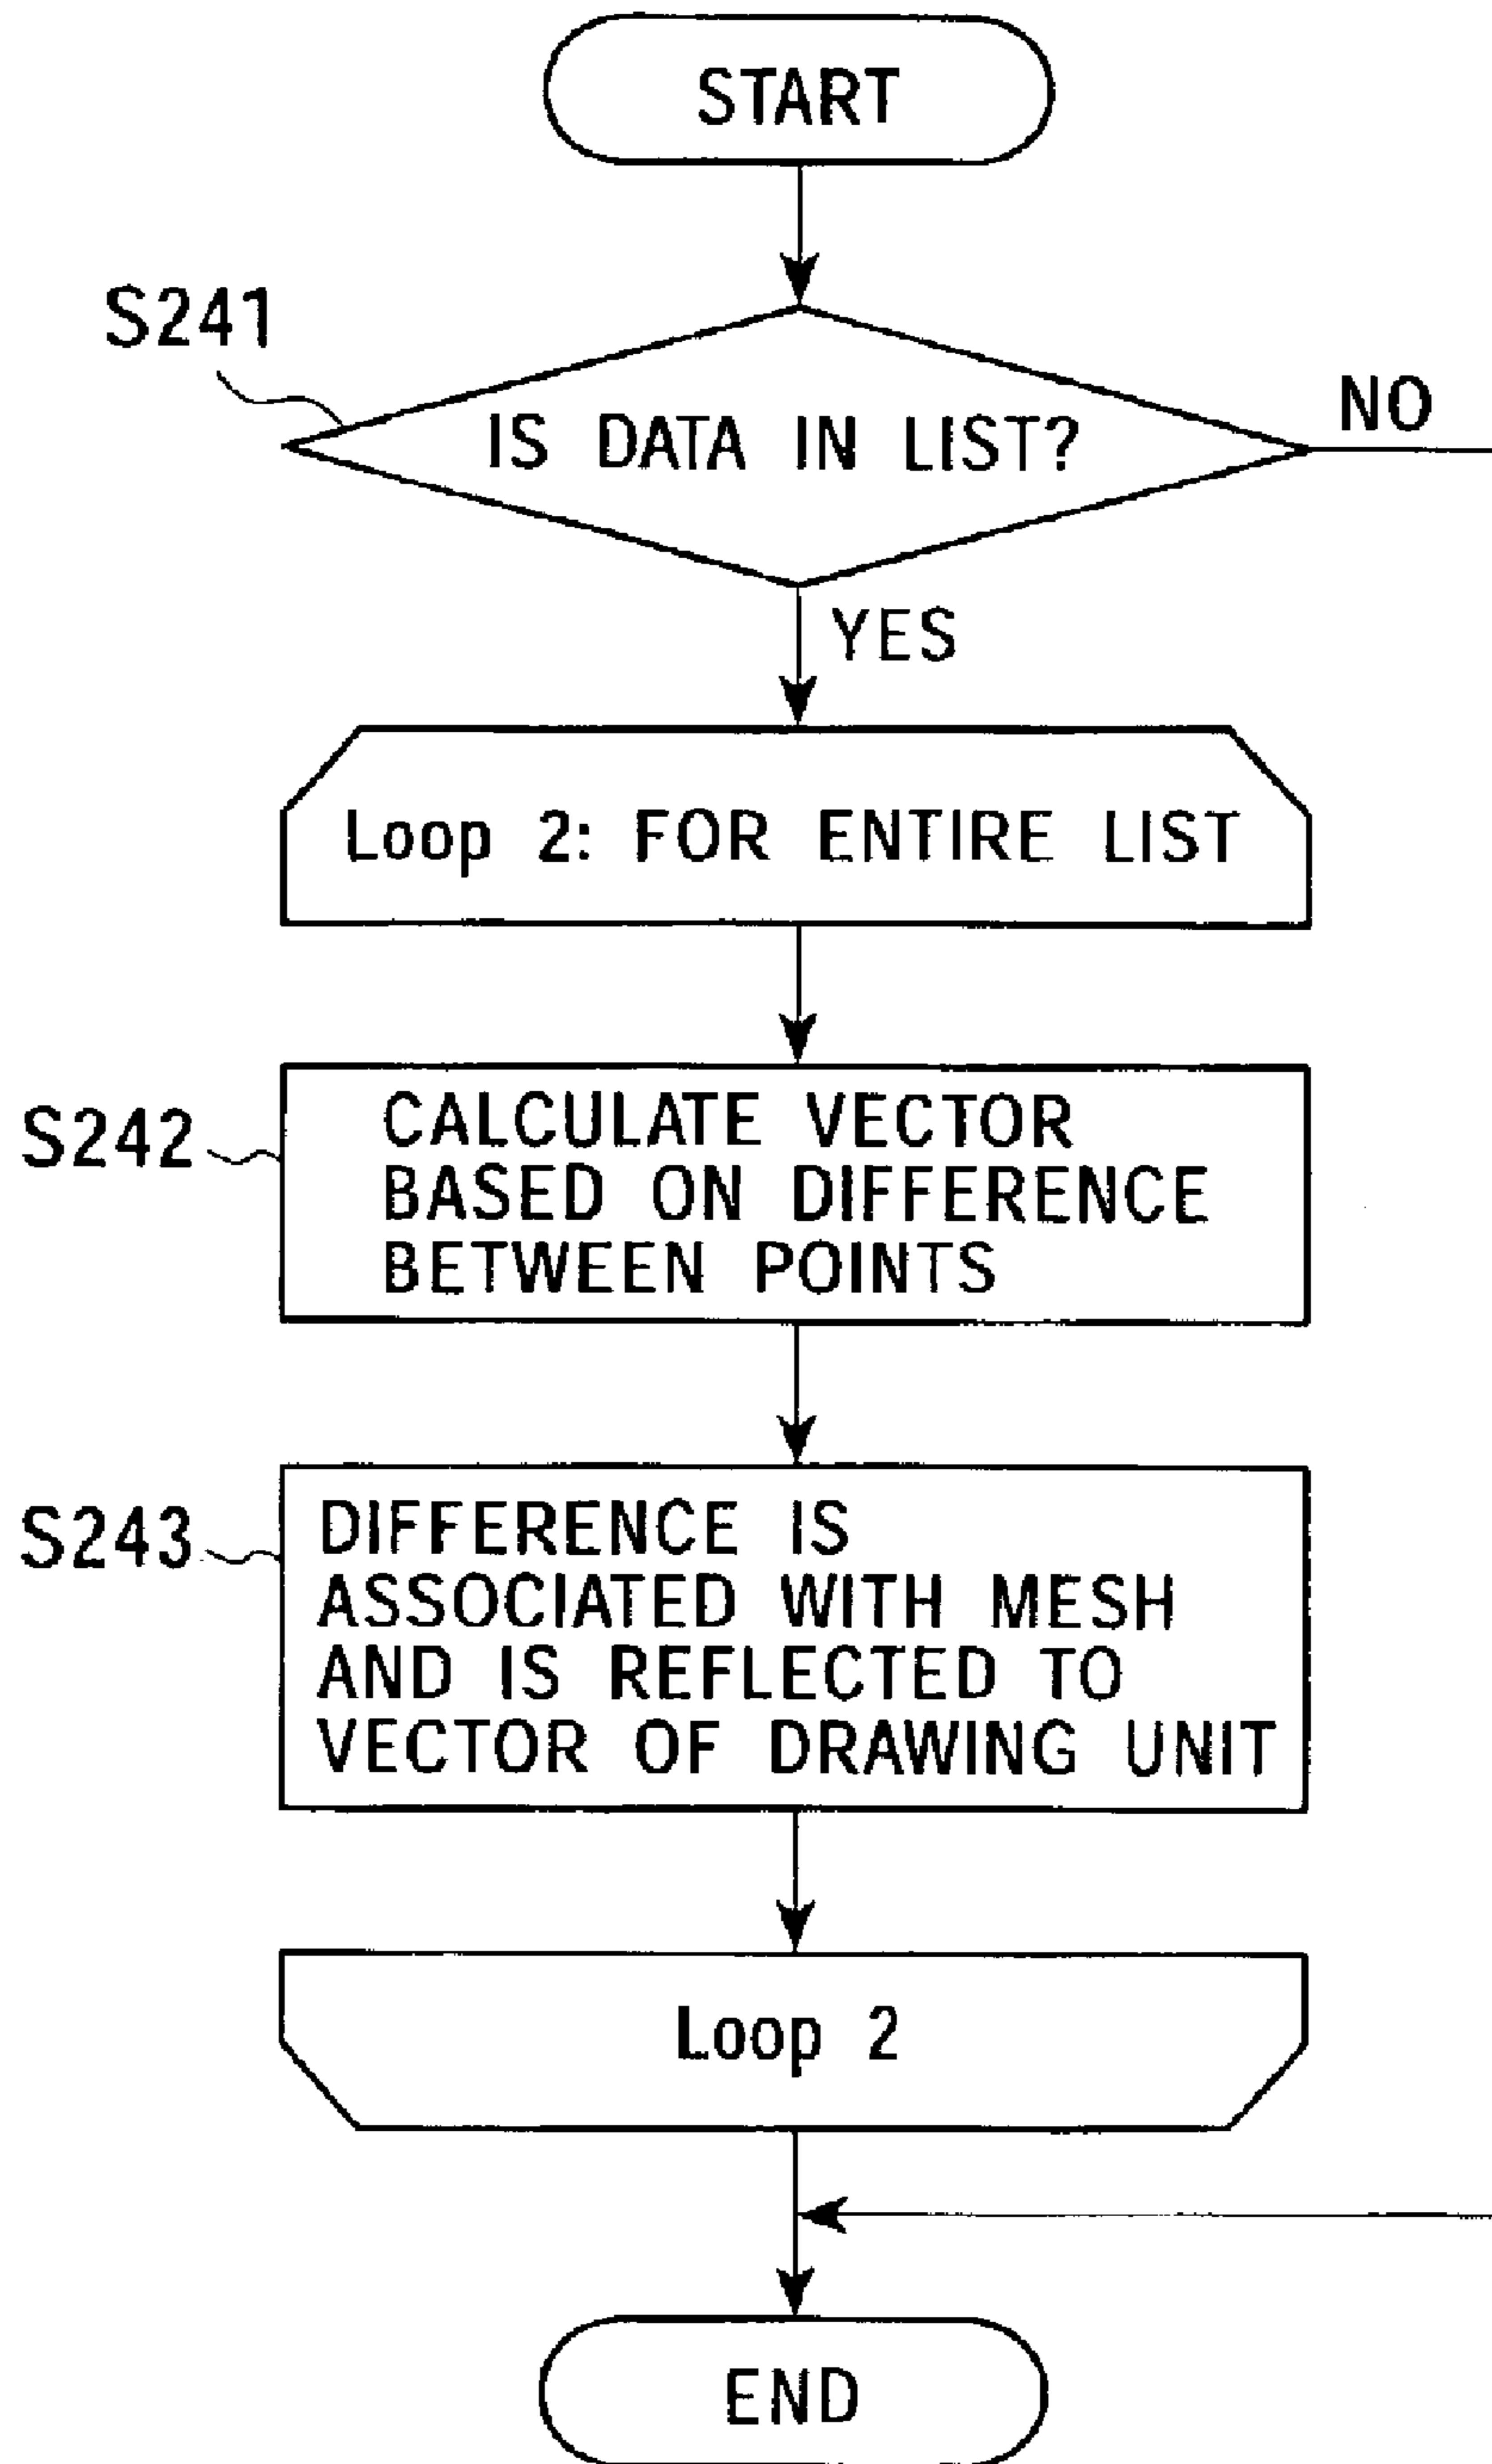 START
S241
IS DATA IN LIST?
NO
YES
Loop 2: FOR ENTIRE LIST
S242
CALCULATE VECTOR
BASED ON DIFFERENCE
BETWEEN POINTS
S243
DIFFERENCE IS
ASSOCIATED WITH MESH
AND IS REFLECTED TO
VECTOR OF DRAWING UNIT
Loop 2
END